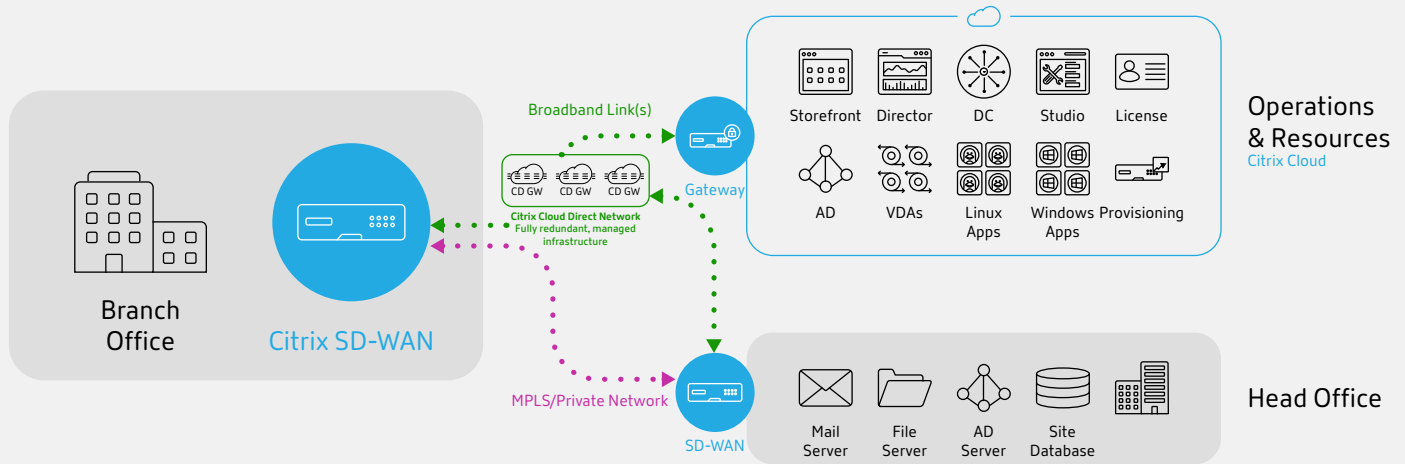 Branch
Office
Citrix SD-WAN
Broadband Link(s)
CD GW CD GW CD GW
Citrix Cloud Direct Network
Fully redundant, managed
infrastructure
MPLS/Private Network
Gateway
SD-WAN
Storefront Director DC Studio License
AD VDAs Linux Windows Provisioning
Apps Apps
Operations
& Resources
Citrix Cloud
Mail File AD Site
Server Server Server Database
Head Office